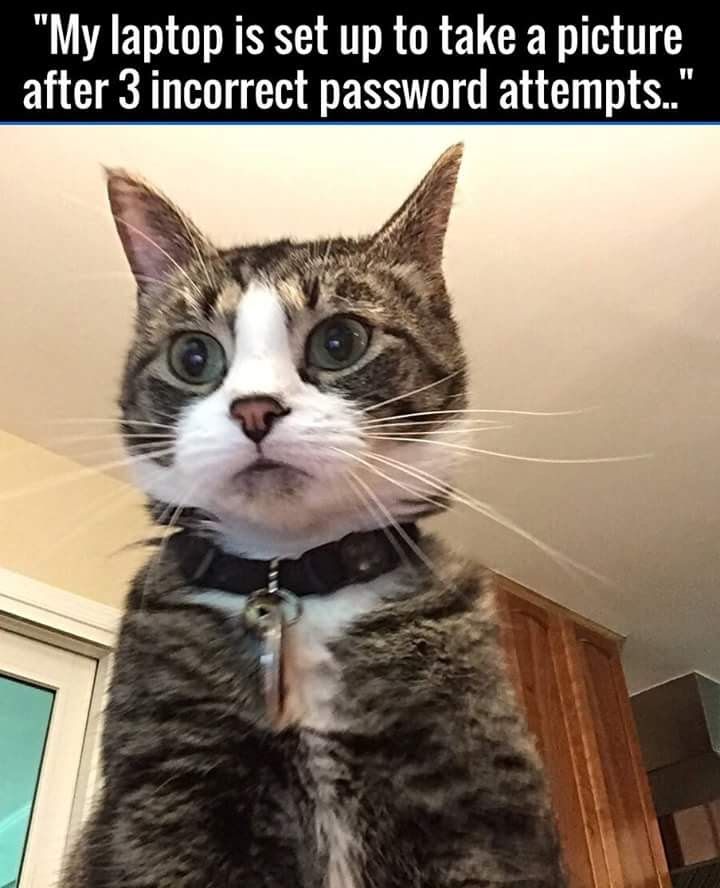 "My laptop is set up to take a picture
after 3 incorrect password attempts.."